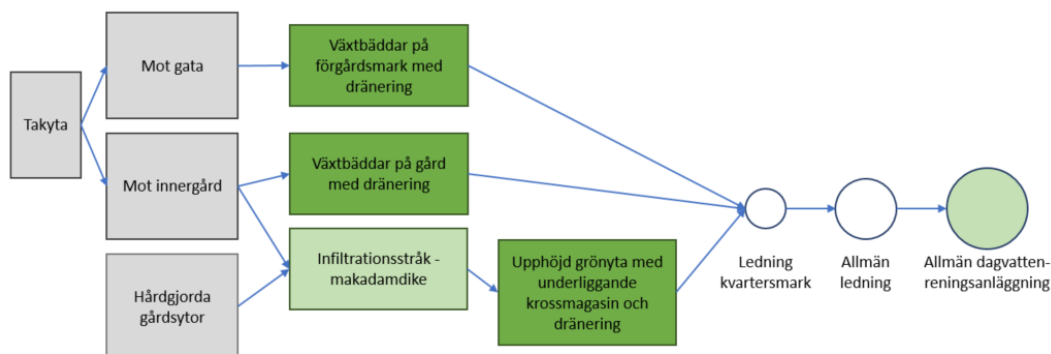 Takyta
Mot gata
Mot innergård
Hårdgjorda
gårdsytor
Växtbäddar på
förgårdsmark med
dränering
Växtbäddar på gård
med dränering
Infiltrationsstråk -
makadamdike
Upphöjd grönyta med
underliggande
krossmagasin och
dränering
Ledning
kvartersmark
Allmän
ledning
Allmän dagvatten-
reningsanläggning